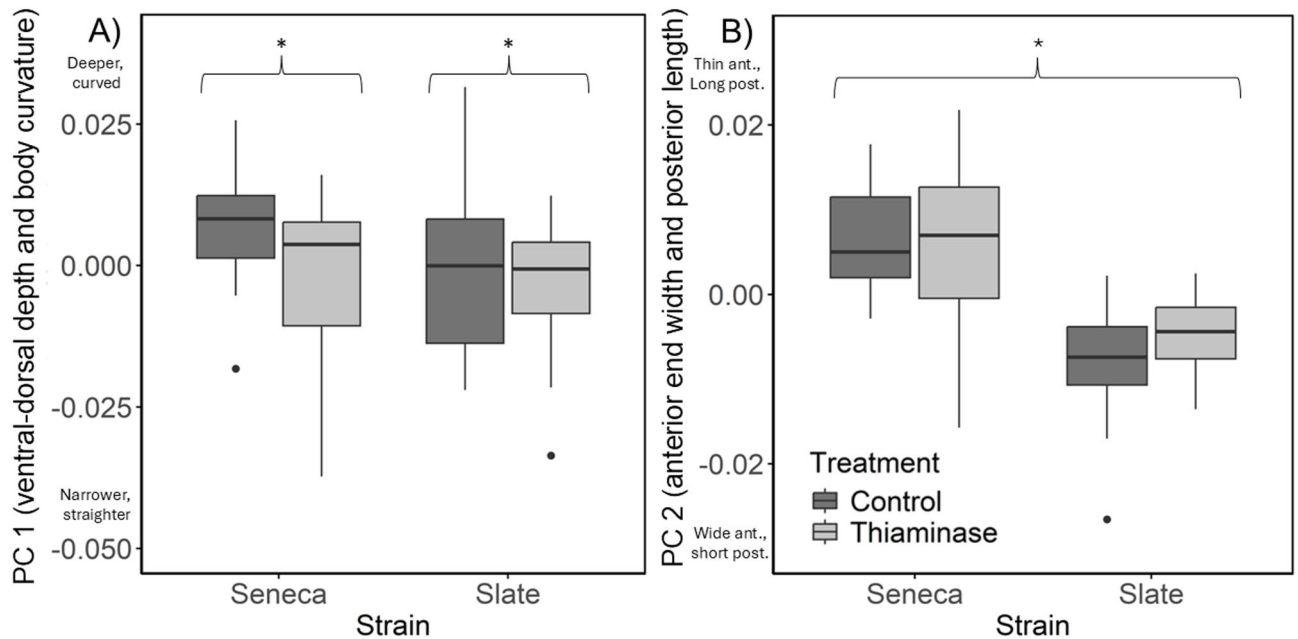 A)
*
*
PC 1 (ventral-dorsal depth and body curvature)
Deeper,
curved
0.025
0.000
-0.025
Narrower,
straighter
-0.050
Seneca
Slate
Strain
B)
*
PC 2 (anterior end width and posterior length)
Thin ant.,
Long post.
0.02
0.00
-0.02
Wide ant.,
short post.
Treatment
Control
Thiaminase
Seneca
Slate
Strain